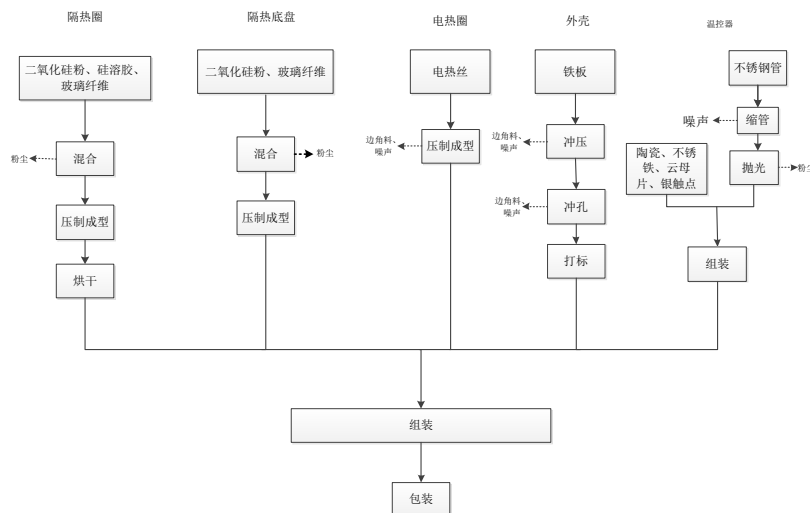 隔热圈
隔热底盘
电热圈
外壳
温控器
二氧化硅粉、硅溶胶、
玻璃纤维
二氧化硅粉、玻璃纤维
电热丝
铁板
不锈钢管
混合
粉尘
混合
粉尘
压制成型
边角料、
噪声
冲压
边角料、
噪声
缩管
噪声
陶瓷、不锈
铁、云母
片、银触点
抛光
粉尘
压制成型
压制成型
冲孔
边角料、
噪声
烘干
打标
组装
组装
包装